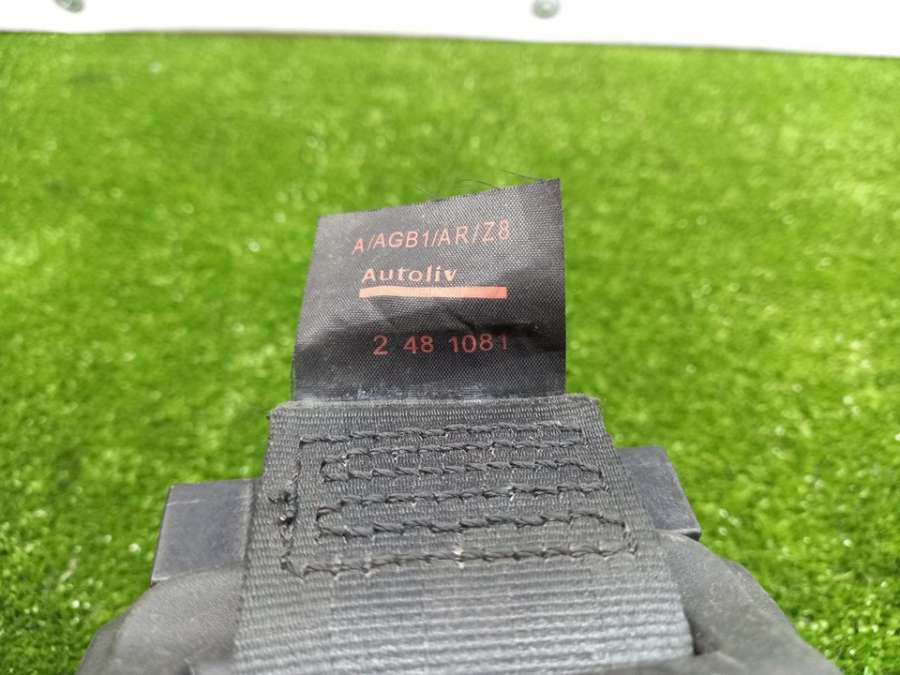 A/AGB1/AR/Z8
Autoliv
2 48 1081